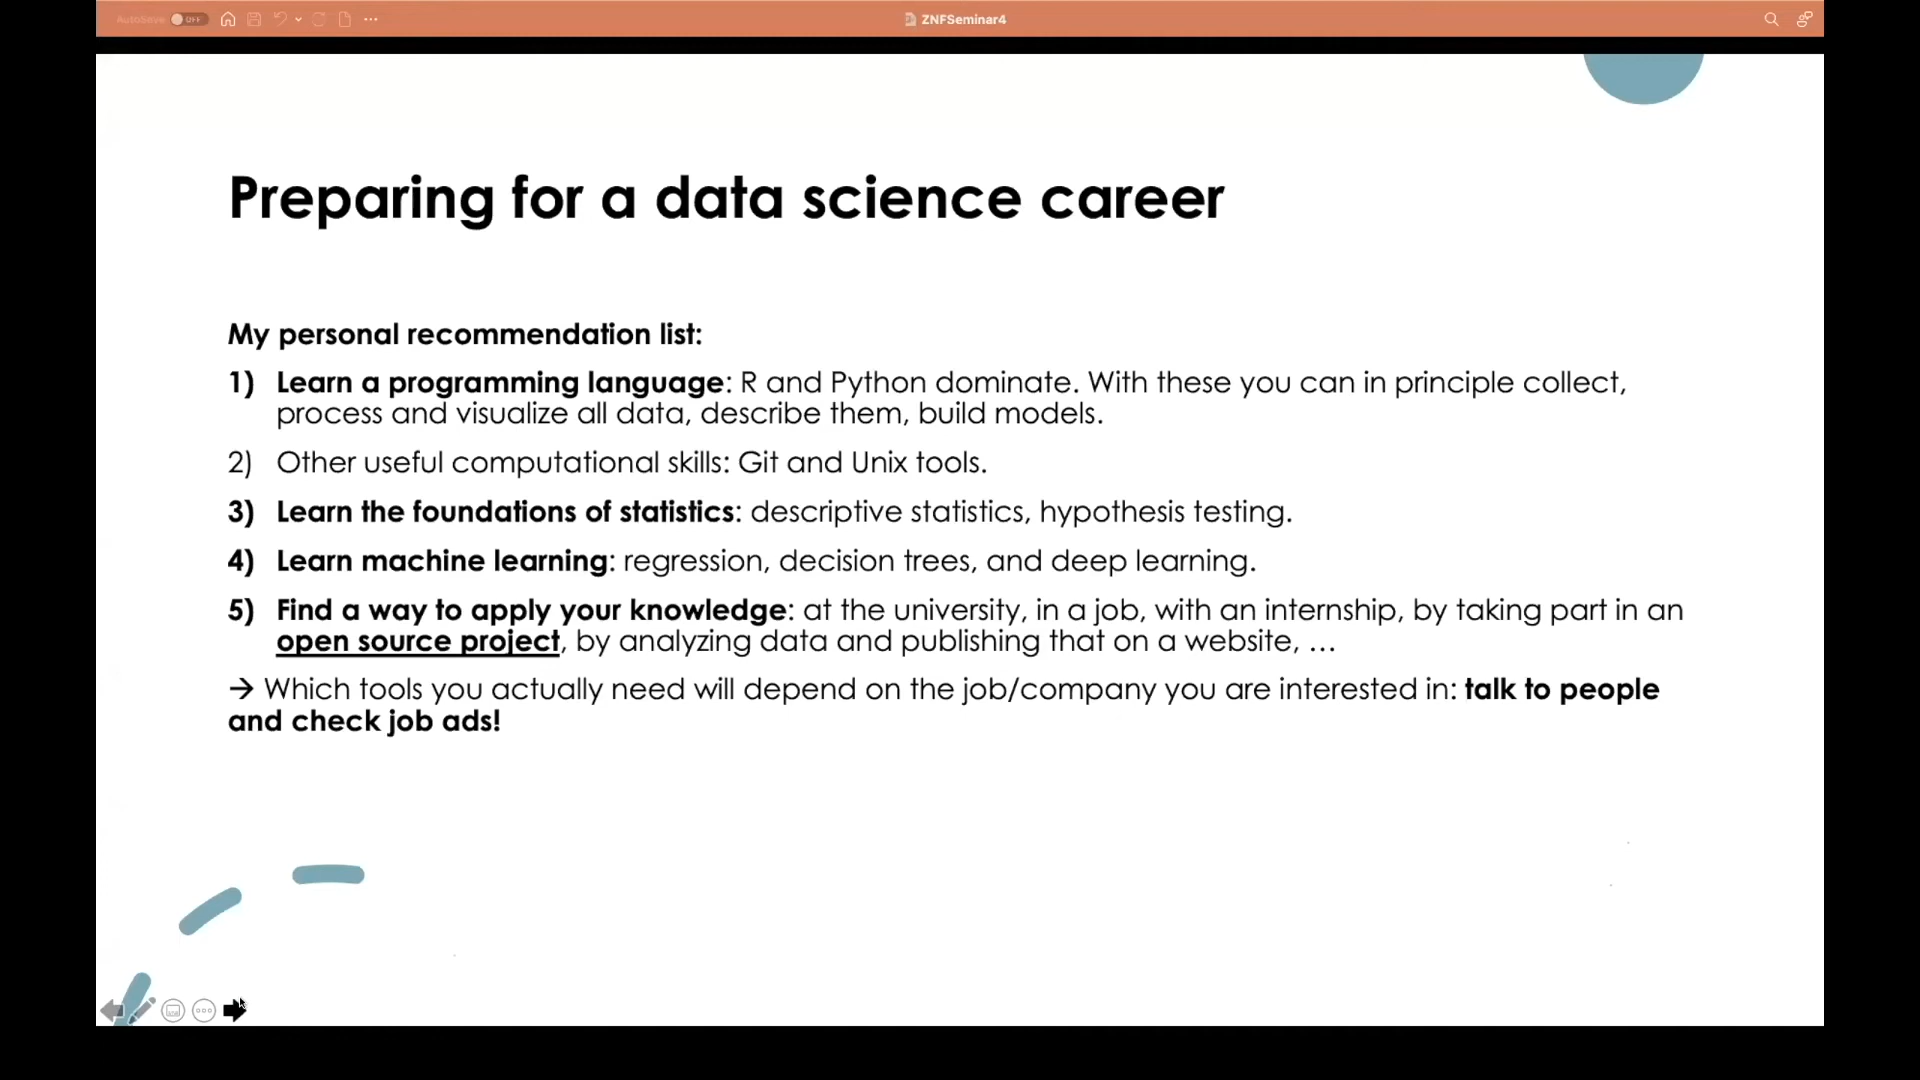 AutoSave OFF
ZNFSeminar4
Preparing for a data science career
My personal recommendation list:
1) Learn a programming language: R and Python dominate. With these you can in principle collect,
process and visualize all data, describe them, build models.
2) Other useful computational skills: Git and Unix tools.
3) Learn the foundations of statistics: descriptive statistics, hypothesis testing.
4) Learn machine learning: regression, decision trees, and deep learning.
5) Find a way to apply your knowledge: at the university, in a job, with an internship, by taking part in an
open source project, by analyzing data and publishing that on a website, …
→ Which tools you actually need will depend on the job/company you are interested in: talk to people
and check job ads!